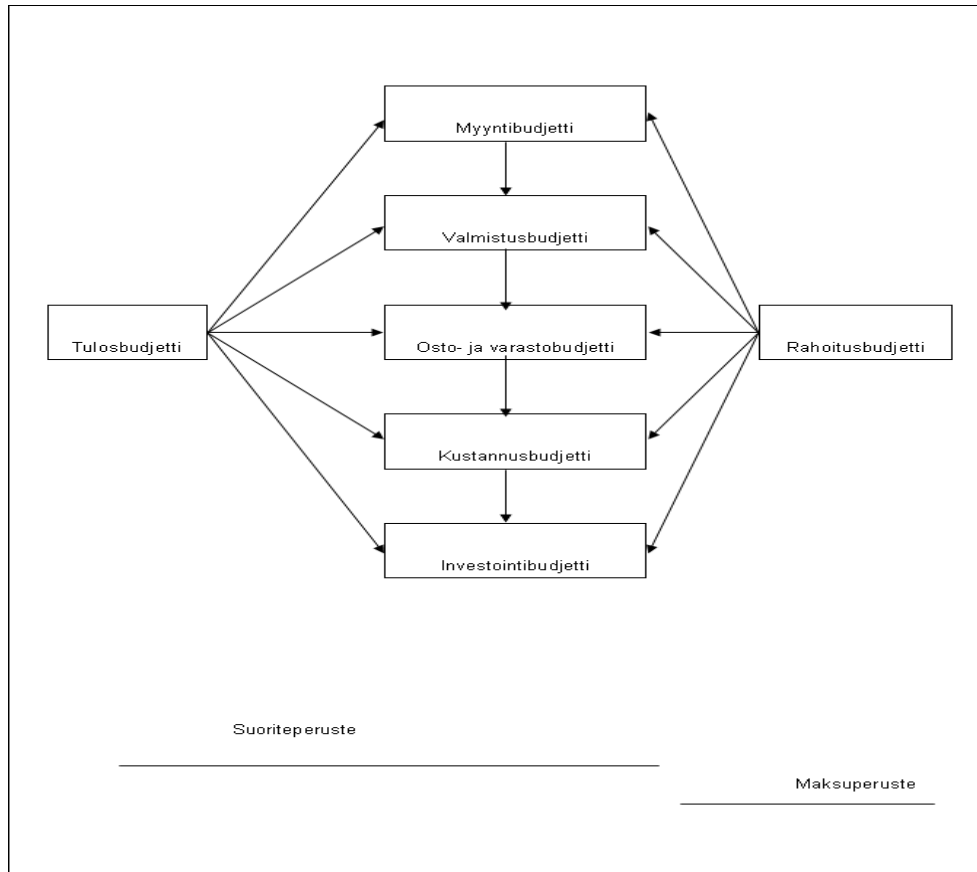 Myyntibudjetti
Valmistusbudjetti
Tulosbudjetti
Osto- ja varastobudjetti
Rahoitusbudjetti
Kustannusbudjetti
Investointibudjetti
Suoriteperuste
Maksuperuste